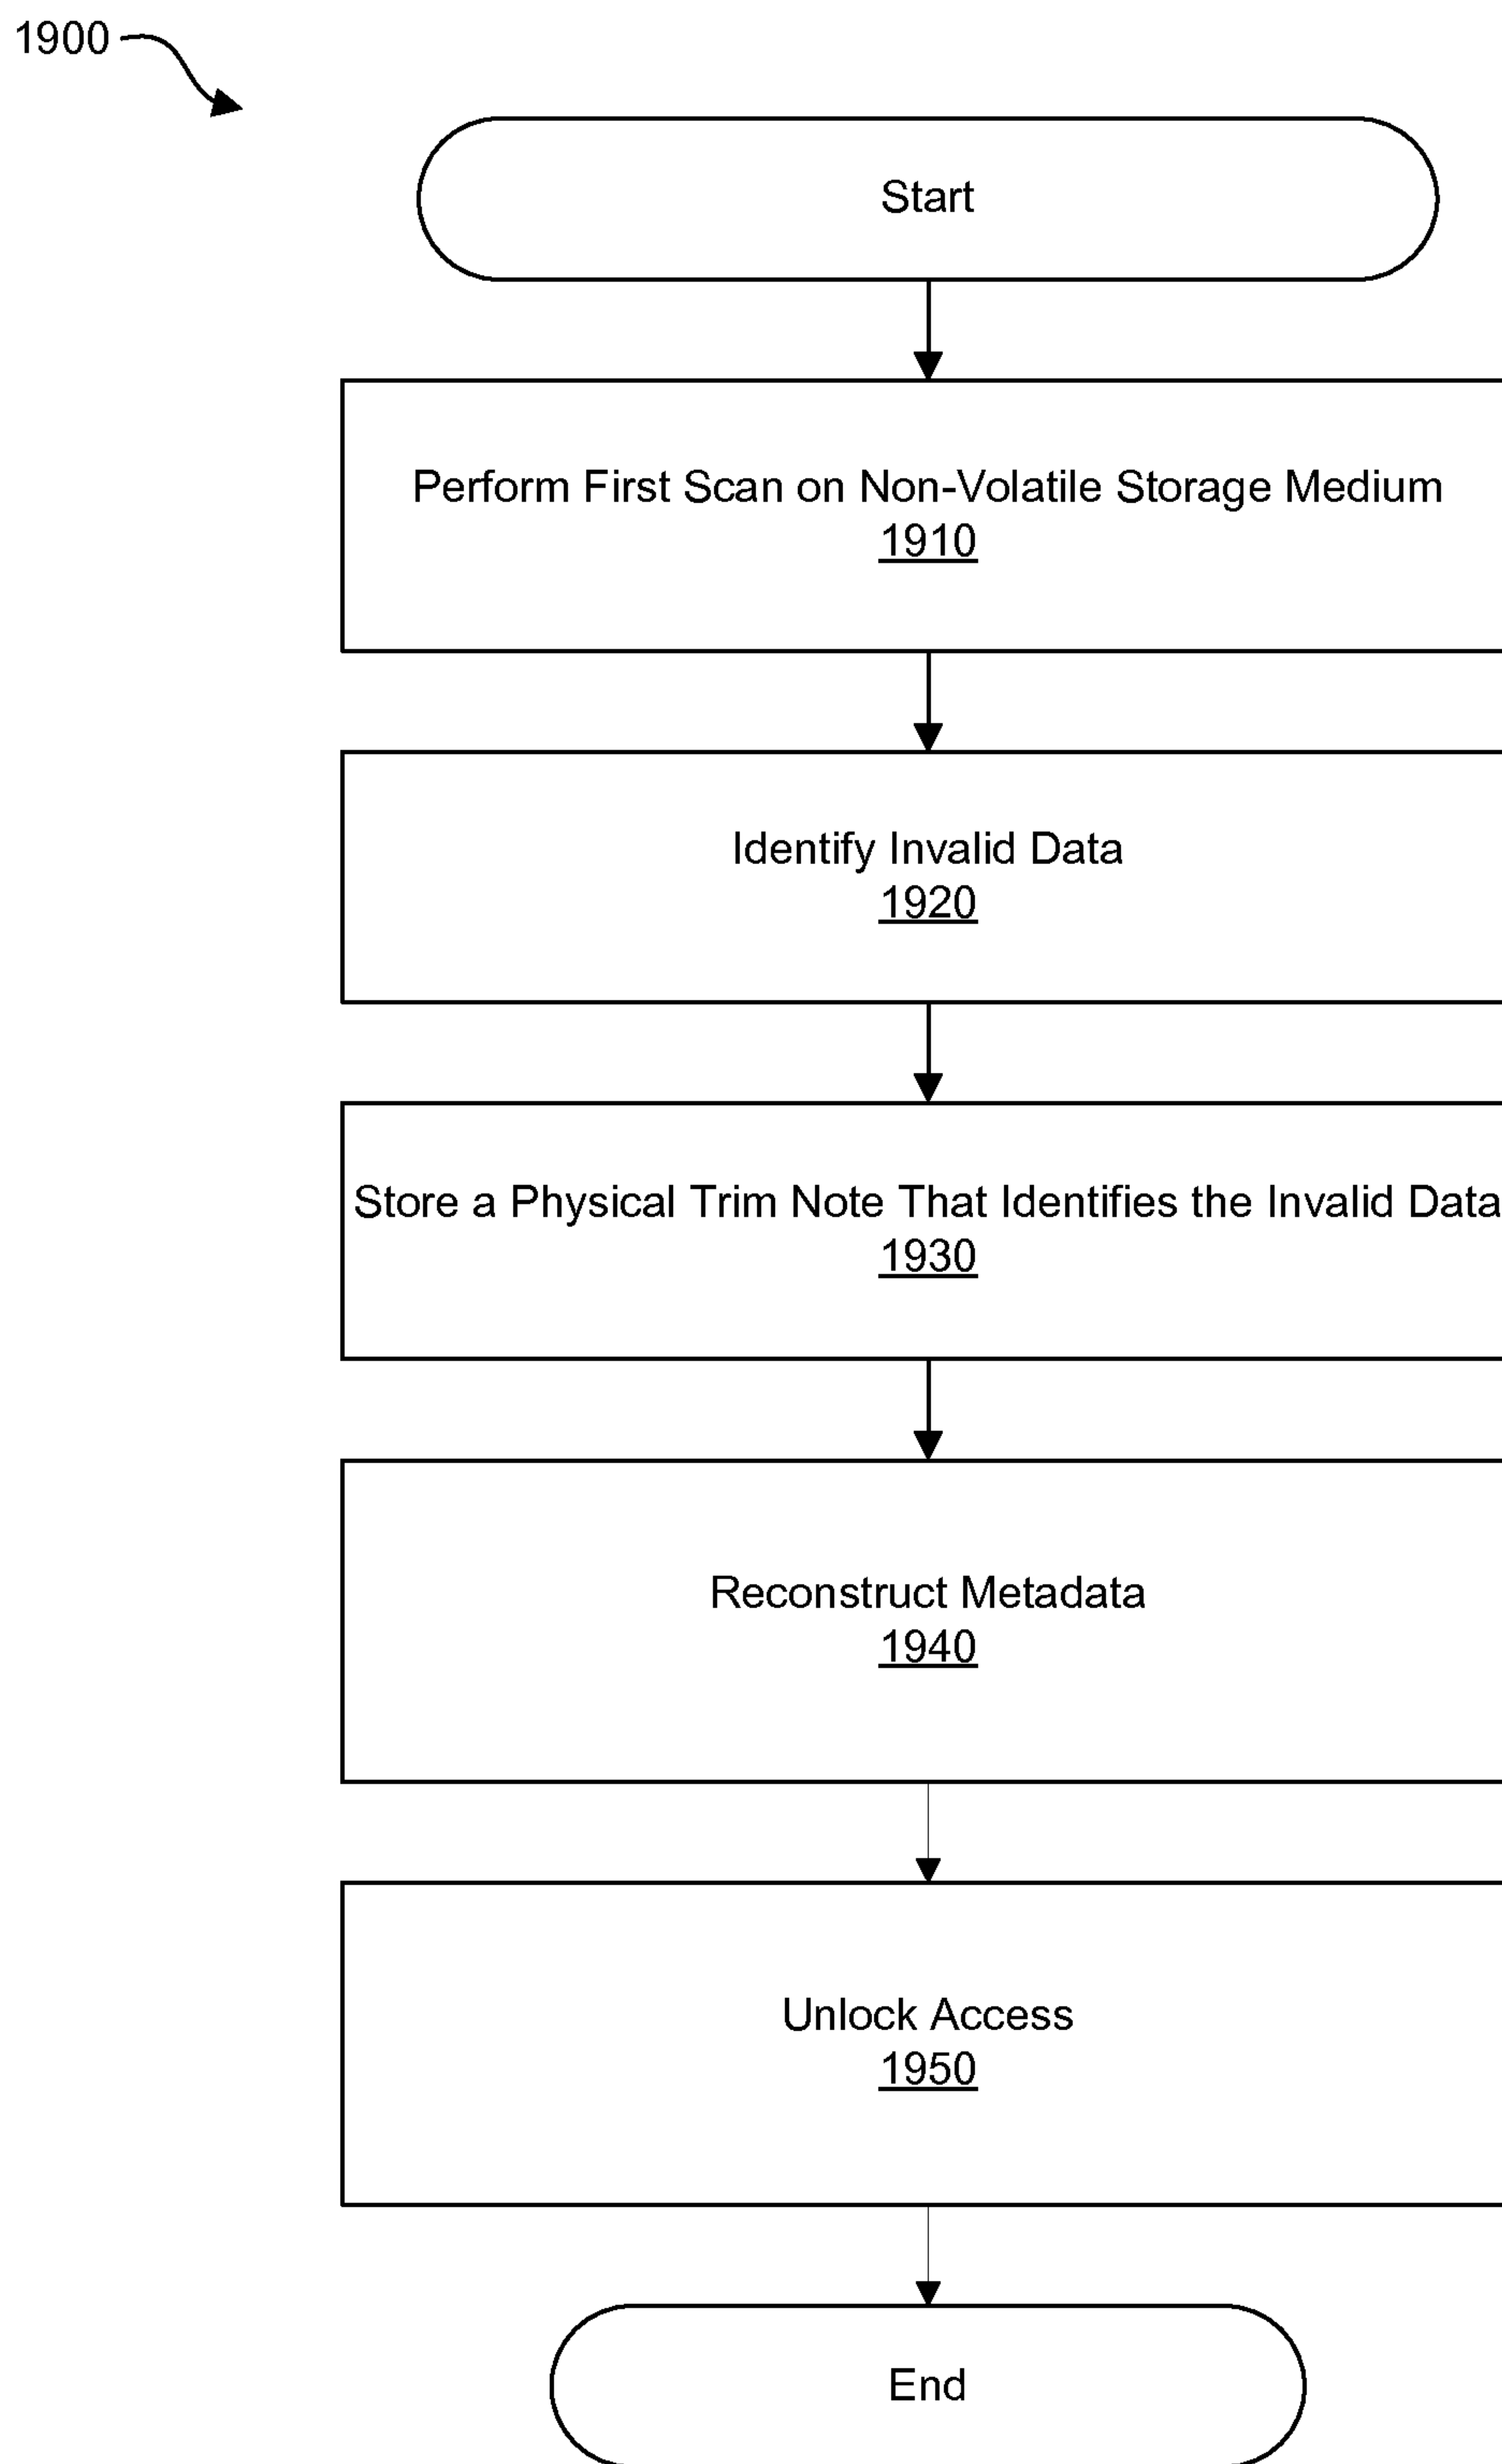 1900
Start
Perform First Scan on Non-Volatile Storage Medium
1910
Identify Invalid Data
1920
Store a Physical Trim Note That Identifies the Invalid Data
1930
Reconstruct Metadata
1940
Unlock Access
1950
End